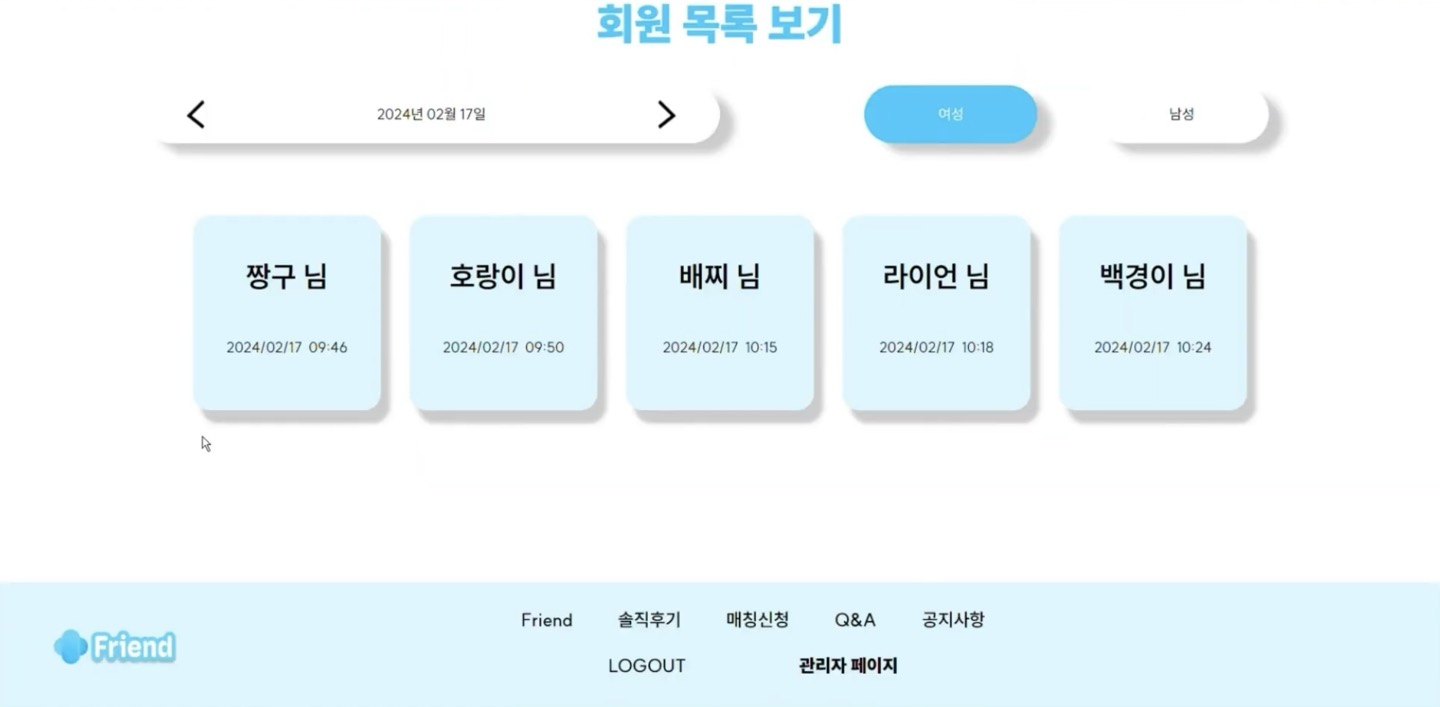 회원 목록 보기
2024년 02월 17일
여성
남성
짱구 님
호랑이 님
배찌 님
라이언 님
백경이 님
2024/02/17 09:46
2024/02/17 09:50
2024/02/17 10:15
2024/02/17 10:18
2024/02/17 10:24
Friend
Friend 솔직후기 매칭신청 Q&A 공지사항
LOGOUT 관리자 페이지